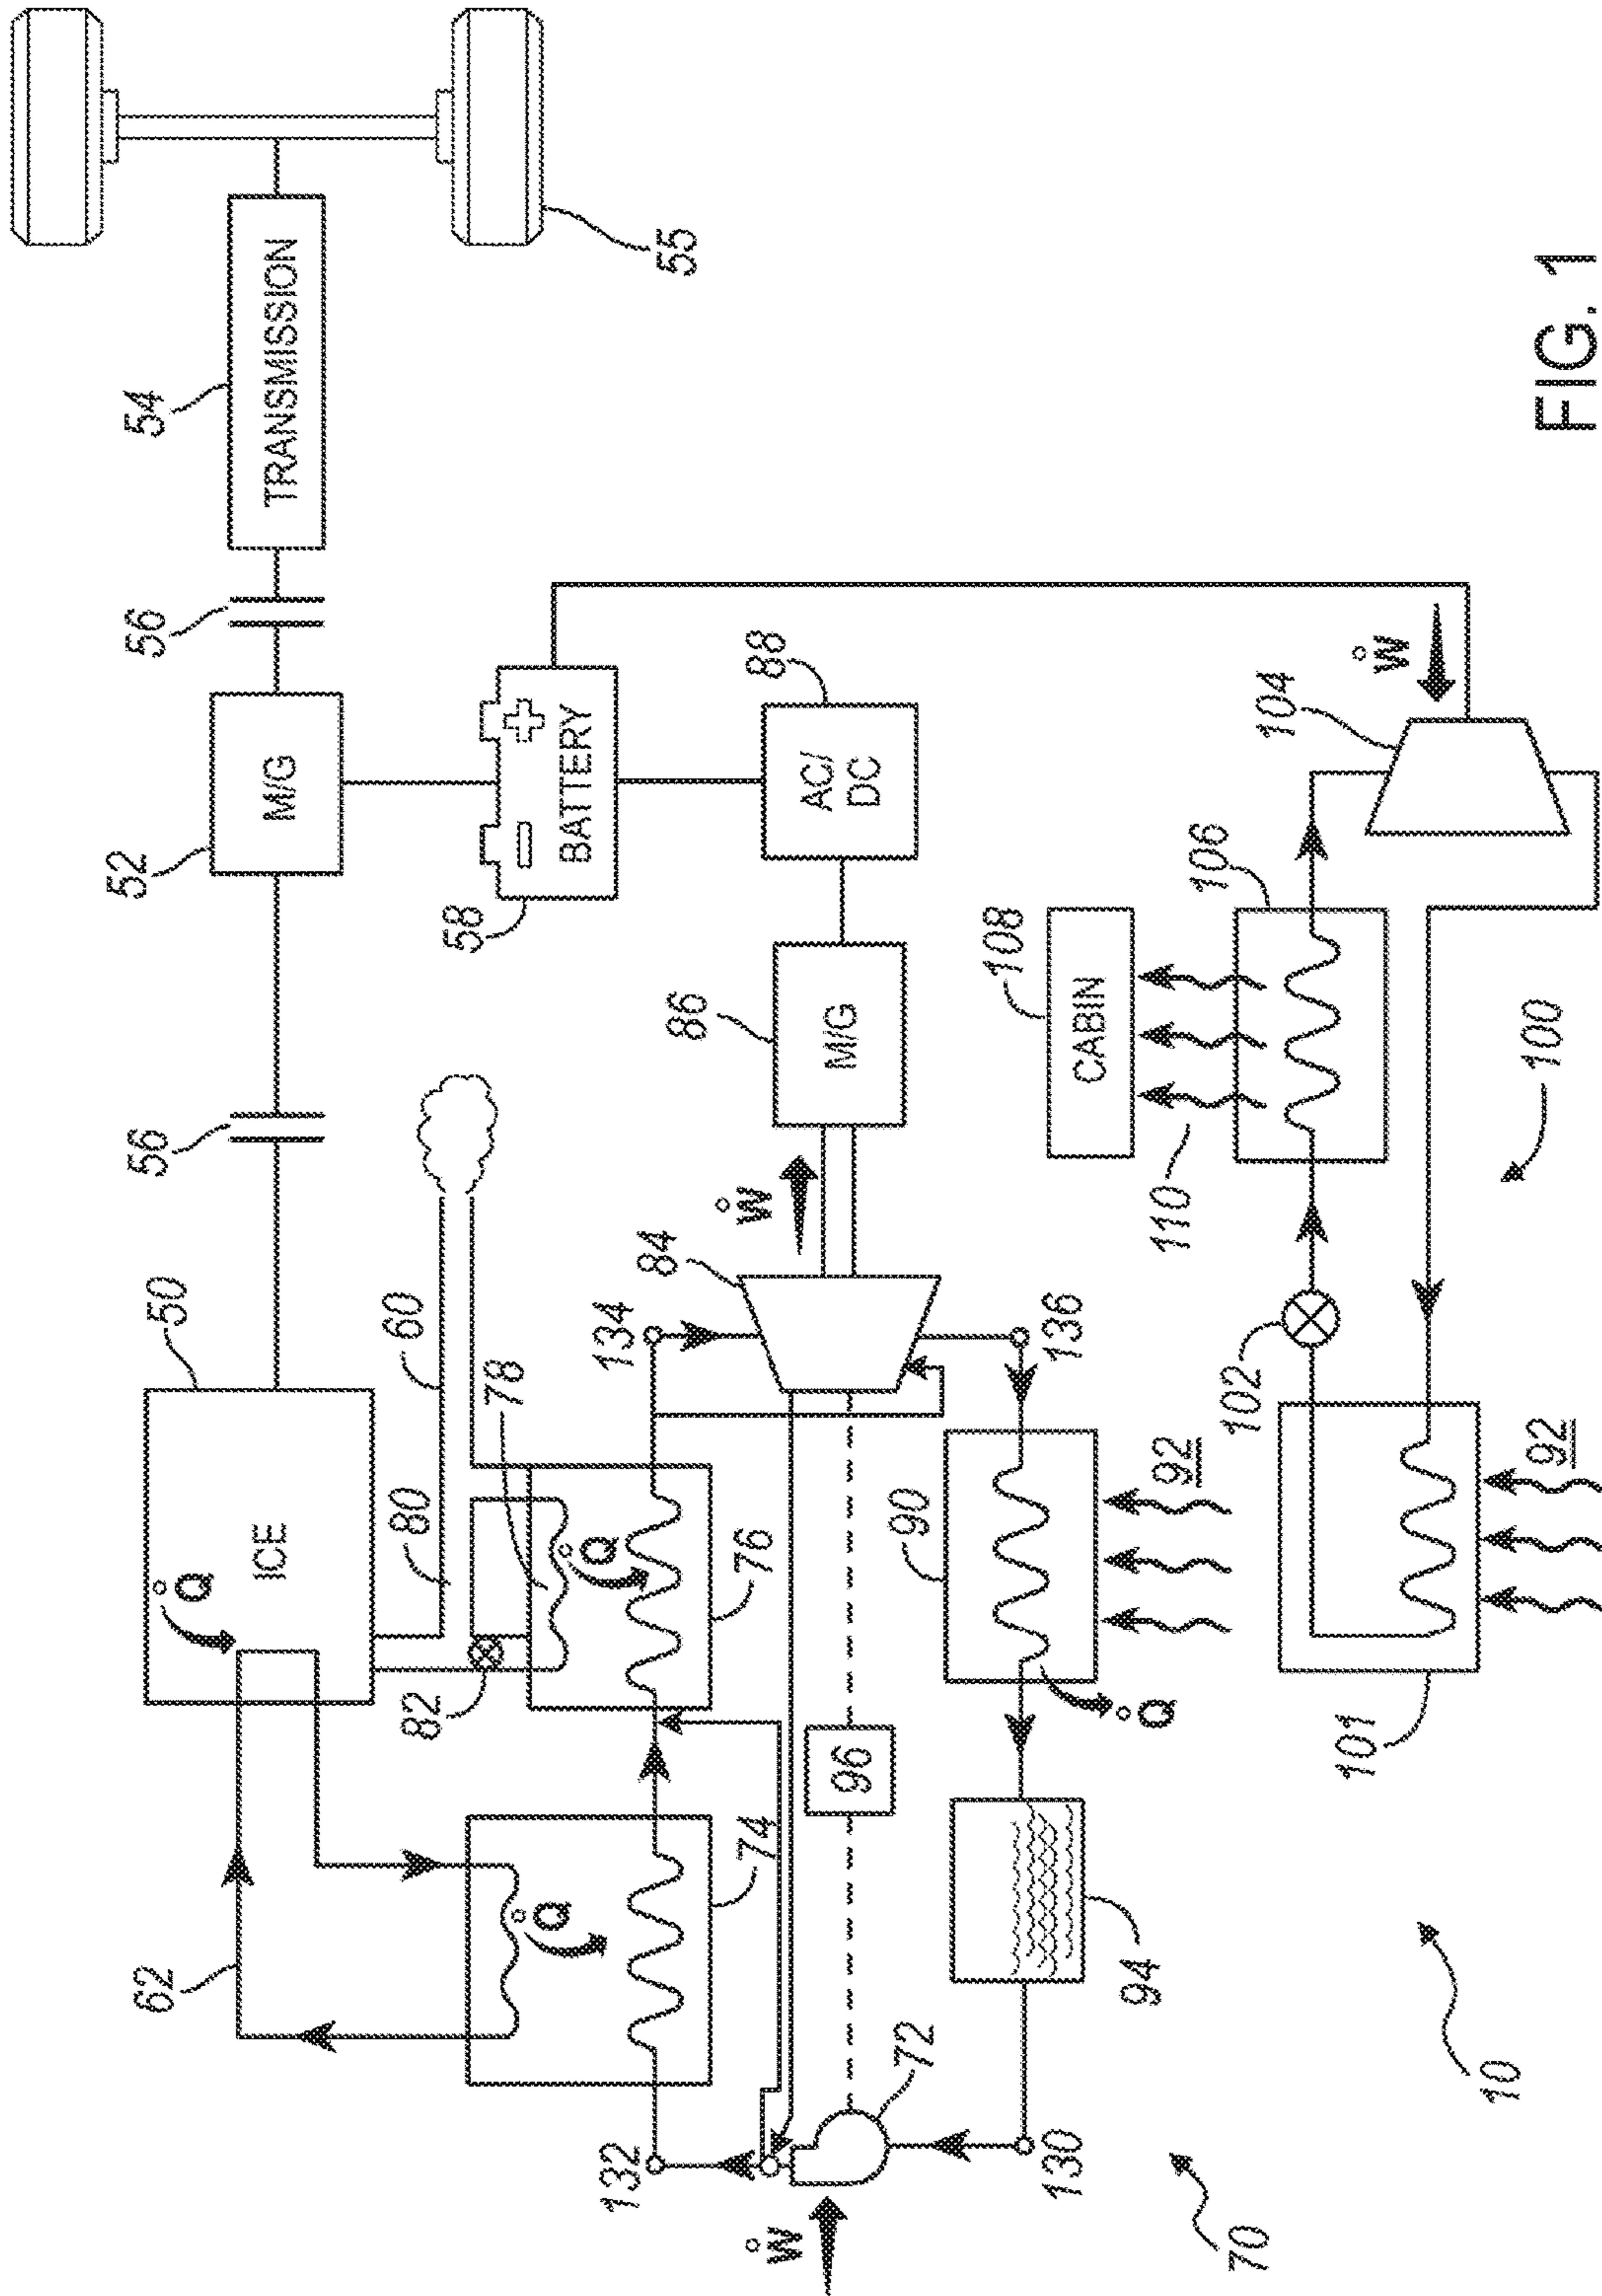 50
ICE
Q̇
56
52
M/G
56
54
TRANSMISSION
55
62
60
80
82
78
Q̇
76
Q̇
74
58
BATTERY
88
AC/
DC
86
M/G
Ẇ
84
134
136
132
Ẇ
72
96
130
90
92
Q̇
94
70
10
108
CABIN
106
110
Ẇ
104
102
101
92
100
FIG. 1